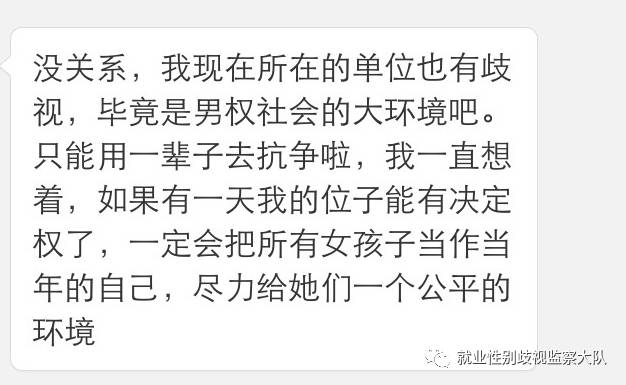 没关系，我现在所在的单位也有歧
视，毕竟是男权社会的大环境吧。
只能用一辈子去抗争啦，我一直想
着，如果有一天我的位子能有决定
权了，一定会把所有女孩子当作当
年的自己，尽力给她们一个公平的
环境
就业性别歧视监察大队